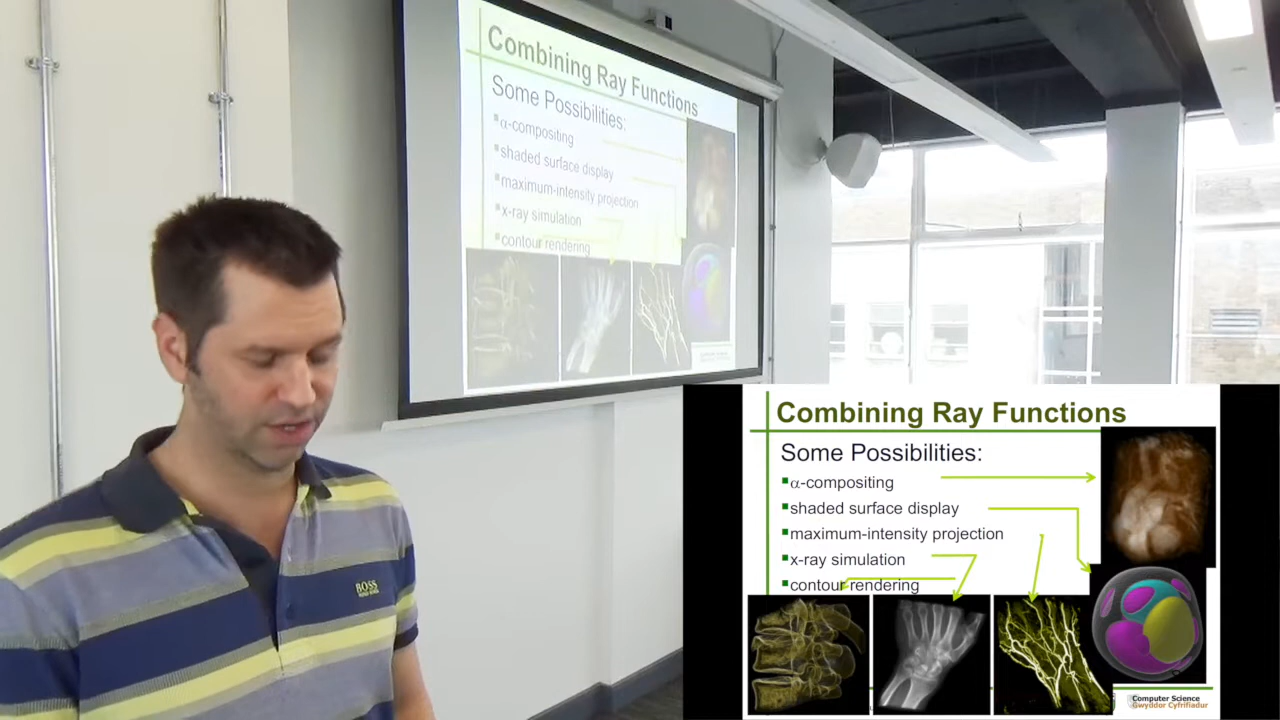 Combining Ray Functions
Some Possibilities:
α-compositing
shaded surface display
maximum-intensity projection
x-ray simulation
contour rendering
BOSS
Combining Ray Functions
Some Possibilities:
α-compositing
shaded surface display
maximum-intensity projection
x-ray simulation
contour rendering
Computer Science
Gwyddor Cyfrifiadur